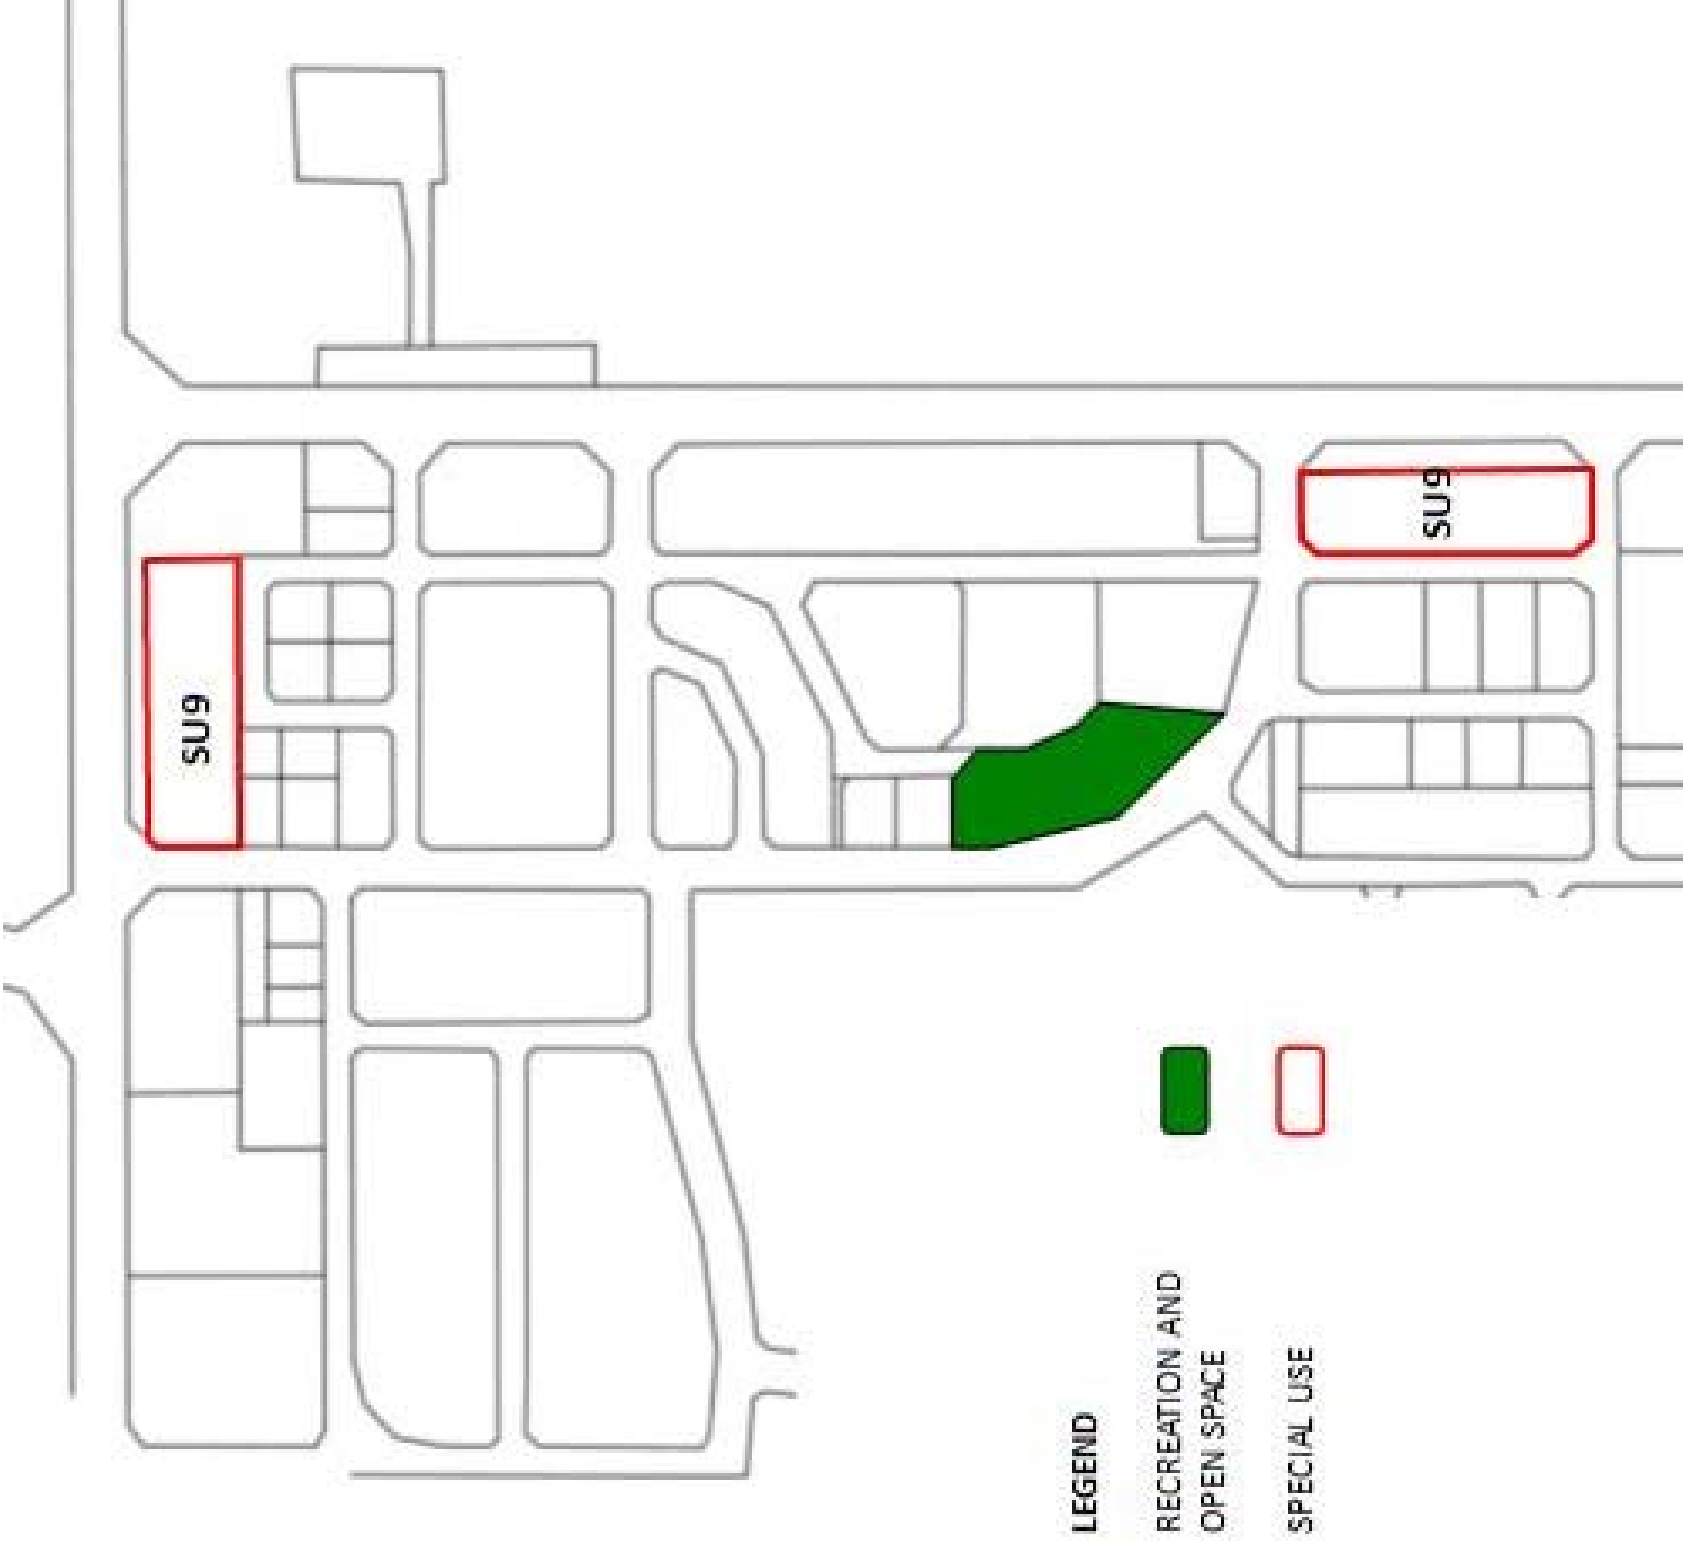 SU9
SU9
LEGEND
RECREATION AND
OPEN SPACE
SPECIAL USE